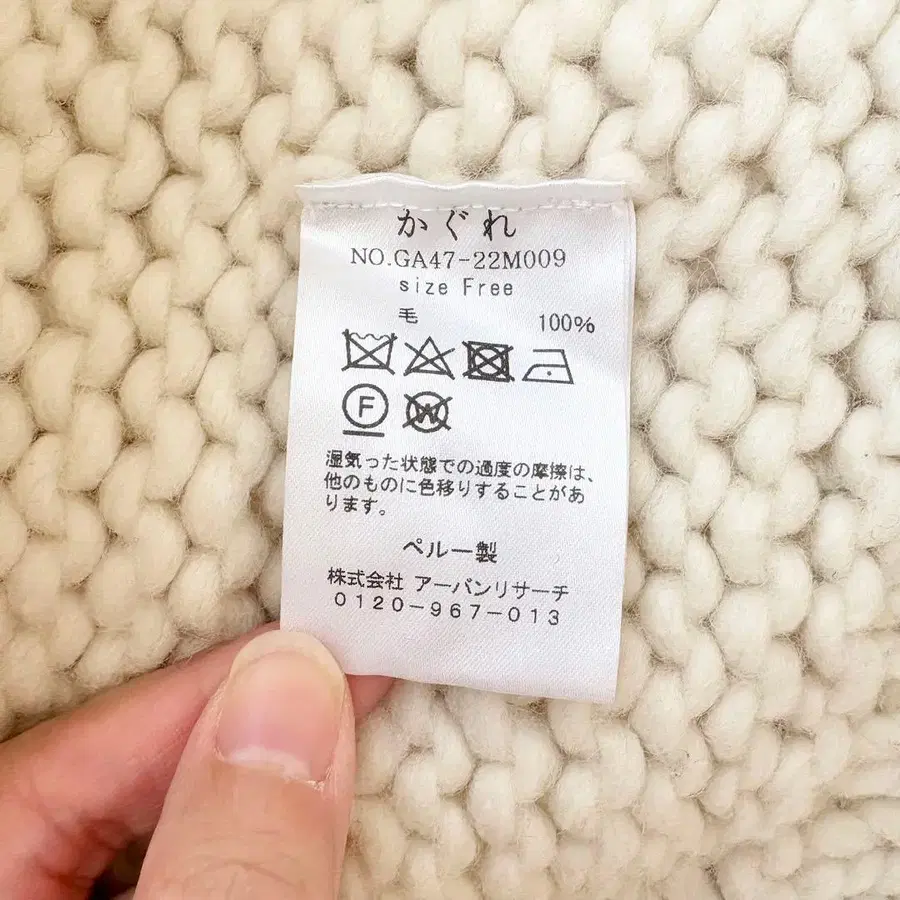 かぐれ
NO.GA47-22M009
size Free
毛 100%
F W
湿気った状態での過度の摩擦は、
他のものに色移りすることがあ
ります。
ペルー製
株式会社 アーバンリサーチ
0120-967-013